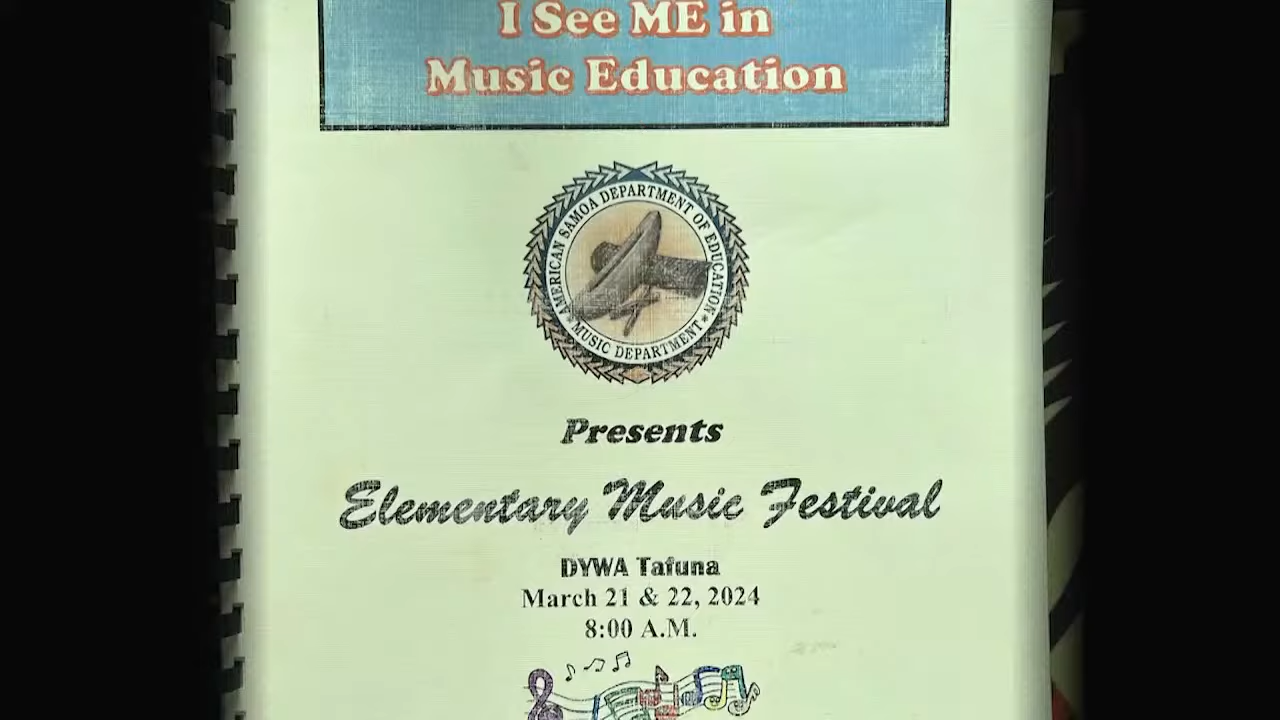 I See ME in
Music Education
AMERICAN SAMOA DEPARTMENT OF EDUCATION
* MUSIC DEPARTMENT *
Presents
Elementary Music Festival
DYWA Tafuna
March 21 & 22, 2024
8:00 A.M.